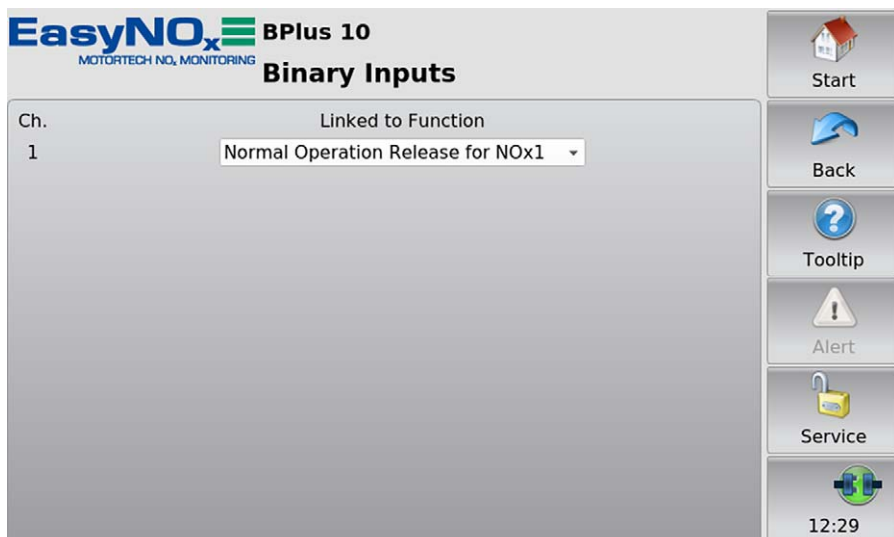 EasyNOx
MOTORTECH NOx MONITORING
BPlus 10
Binary Inputs
Ch.
Linked to Function
1
Normal Operation Release for NOx1
Start
Back
Tooltip
Alert
Service
12:29